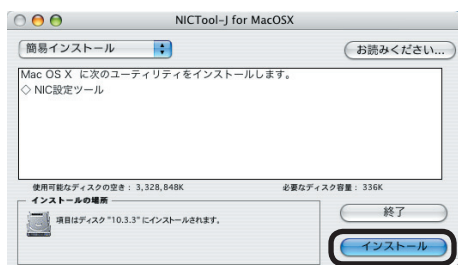 NICTool-J for MacOSX
簡易インストール
お読みください...
Mac OS X に次のユーティリティをインストールします。
◇ NIC設定ツール
使用可能なディスクの空き： 3,328,848K
必要なディスク容量： 336K
インストールの場所
項目はディスク "10.3.3" にインストールされます。
終了
インストール